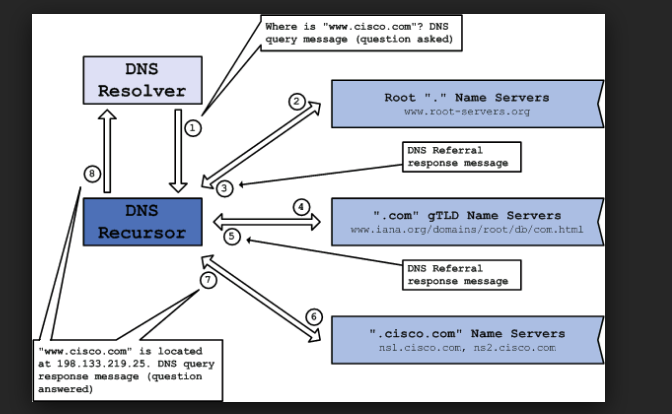 Where is "www.cisco.com"? DNS
query message (question asked)
DNS
Resolver
1
2
Root "." Name Servers
www.root-servers.org
DNS Referral
response message
8
3
DNS
Recursor
4
".com" gTLD Name Servers
www.iana.org/domains/root/db/com.html
5
DNS Referral
response message
7
6
".cisco.com" Name Servers
ns1.cisco.com, ns2.cisco.com
"www.cisco.com" is located
at 198.133.219.25. DNS query
response message (question
answered)